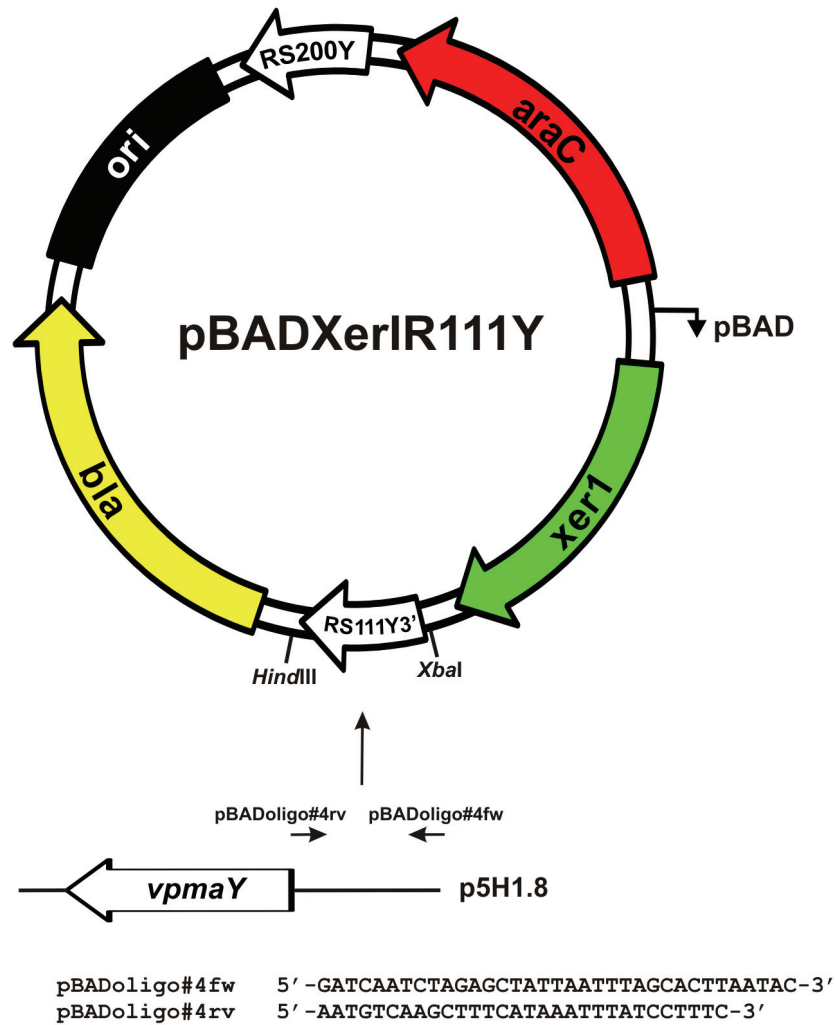 RS200Y
araC
ori
pBADXerIR111Y
pBAD
bla
xer1
RS111Y3’
HindIII
XbaI
pBADoligo#4rv
pBADoligo#4fw
vpmaY
p5H1.8
pBADoligo#4fw 5′-GATCAATCTAGAGCTATTAATTTAGCACTTAATAC-3′
pBADoligo#4rv 5′-AATGTCAAGCTTTCATAAATTTATCCTTTC-3′